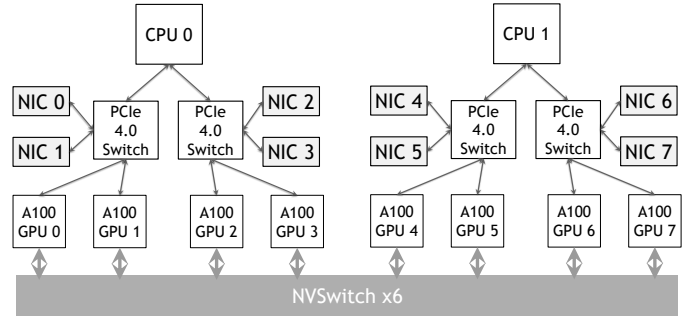 CPU 0
CPU 1
NIC 0
PCIe
4.0
Switch
PCIe
4.0
Switch
NIC 2
NIC 1
NIC 3
NIC 4
PCIe
4.0
Switch
PCIe
4.0
Switch
NIC 6
NIC 5
NIC 7
A100
GPU 0
A100
GPU 1
A100
GPU 2
A100
GPU 3
A100
GPU 4
A100
GPU 5
A100
GPU 6
A100
GPU 7
NVSwitch x6